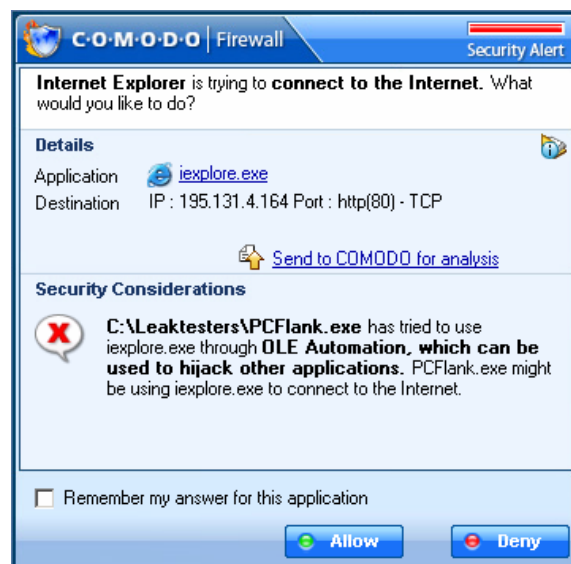 C·O·M·O·D·O | Firewall
Security Alert
Internet Explorer is trying to connect to the Internet. What
would you like to do?
Details
Application iexplore.exe
Destination IP : 195.131.4.164 Port : http(80) - TCP
Send to COMODO for analysis
Security Considerations
C:\Leaktesters\PCFlank.exe has tried to use
iexplore.exe through OLE Automation, which can be
used to hijack other applications. PCFlank.exe might
be using iexplore.exe to connect to the Internet.
Remember my answer for this application
Allow
Deny